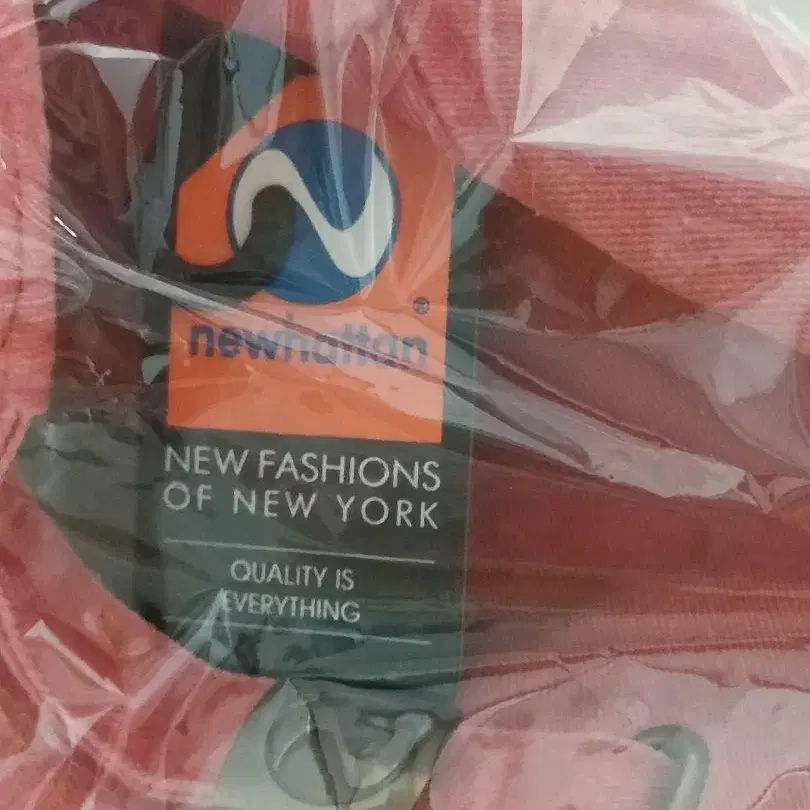 ®
newhattan
NEW FASHIONS
OF NEW YORK
QUALITY IS
EVERYTHING